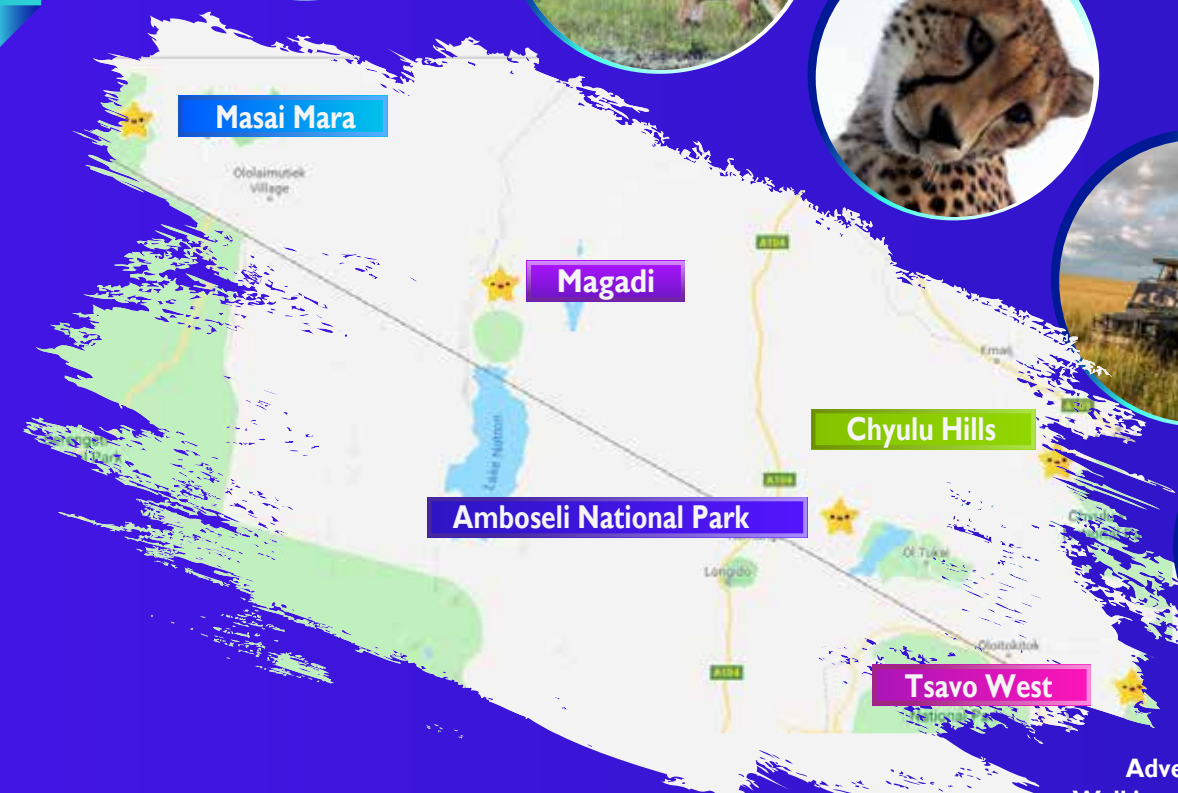 Masai Mara
Ololaimutiek
Village
A104
Magadi
Emali
Chyulu Hills
Lake Natron
A104
Amboseli National Park
Ol Tukai
Longido
Oloitokitok
A104
Tsavo West
National
Adve